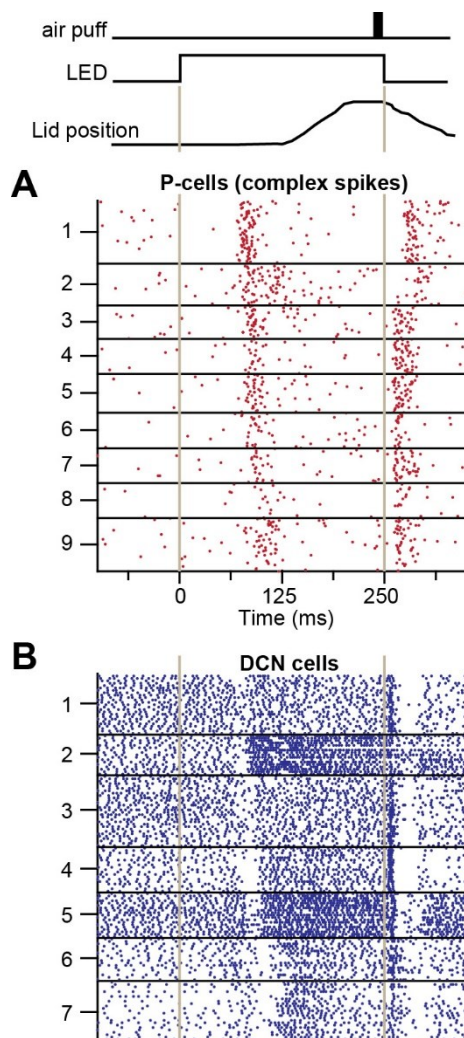 air puff
LED
Lid position
A
P-cells (complex spikes)
1
2
3
4
5
6
7
8
9
0
125
250
Time (ms)
B
DCN cells
1
2
3
4
5
6
7